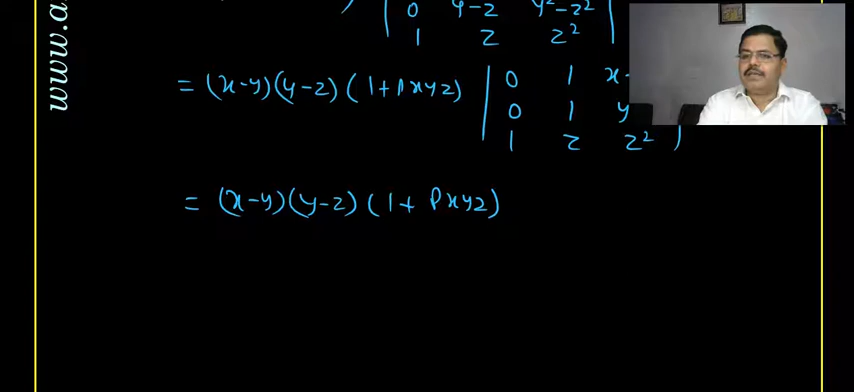 www.a
0 y-z y²-z²
1 z z²
= (x-y)(y-z)(1+pxyz) | 0 1 x-
0 1 y
1 z z² |
= (x-y)(y-z)(1+pxyz)